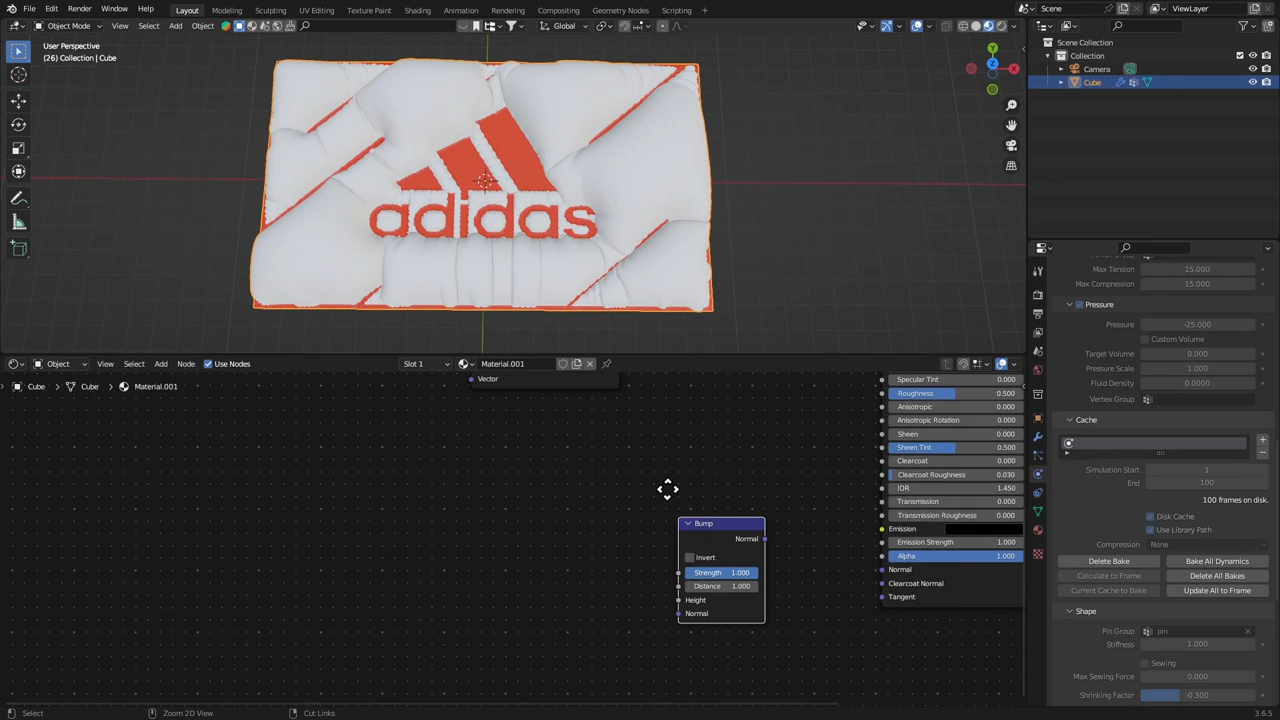 File Edit Render Window Help Layout Modeling Sculpting UV Editing Texture Paint Shading Animation Rendering Compositing Geometry Nodes Scripting Scene ViewLayer
Object Mode View Select Add Object Global
User Perspective
(26) Collection | Cube
Z
X
Y
adidas
Scene Collection
Collection
Camera
Cube
Max Tension 15.000
Max Compression 15.000
Pressure
Pressure -25.000
Custom Volume
Target Volume 0.000
Pressure Scale 1.000
Fluid Density 0.0000
Vertex Group
Cache
Simulation Start 1
End 100
100 frames on disk.
Disk Cache
Use Library Path
Compression None
Delete Bake Bake All Dynamics
Calculate to Frame Delete All Bakes
Current Cache to Bake Update All to Frame
Shape
Pin Group pin
Stiffness 1.000
Sewing
Max Sewing Force 0.000
Shrinking Factor -0.300
Object View Select Add Node Use Nodes Slot 1 Material.001
Cube Cube Material.001
Vector
Specular Tint 0.000
Roughness 0.500
Anisotropic 0.000
Anisotropic Rotation 0.000
Sheen 0.000
Sheen Tint 0.500
Clearcoat 0.000
Clearcoat Roughness 0.030
IOR 1.450
Transmission 0.000
Transmission Roughness 0.000
Emission
Emission Strength 1.000
Alpha 1.000
Normal
Clearcoat Normal
Tangent
Bump
Normal
Invert
Strength 1.000
Distance 1.000
Height
Normal
Select Zoom 2D View Cut Links 3.6.5